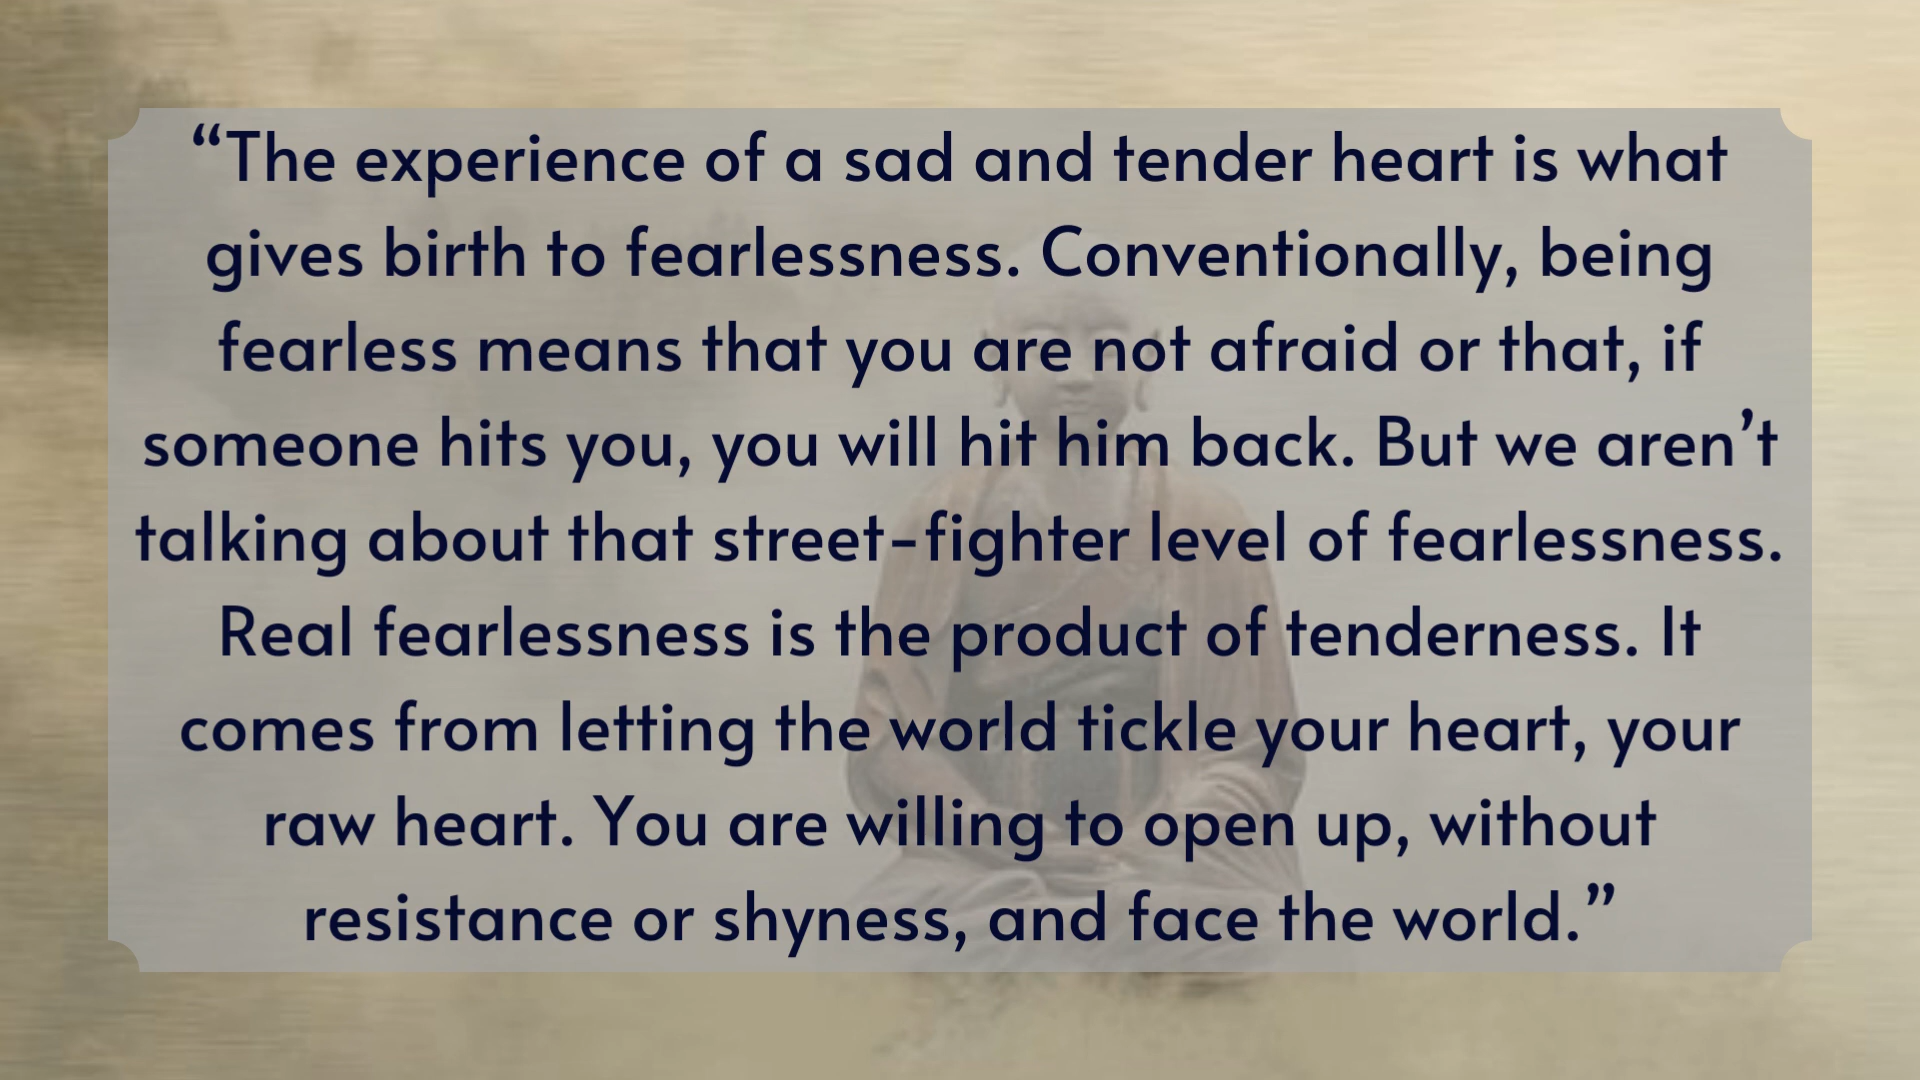 “The experience of a sad and tender heart is what
gives birth to fearlessness. Conventionally, being
fearless means that you are not afraid or that, if
someone hits you, you will hit him back. But we aren’t
talking about that street-fighter level of fearlessness.
Real fearlessness is the product of tenderness. It
comes from letting the world tickle your heart, your
raw heart. You are willing to open up, without
resistance or shyness, and face the world.”